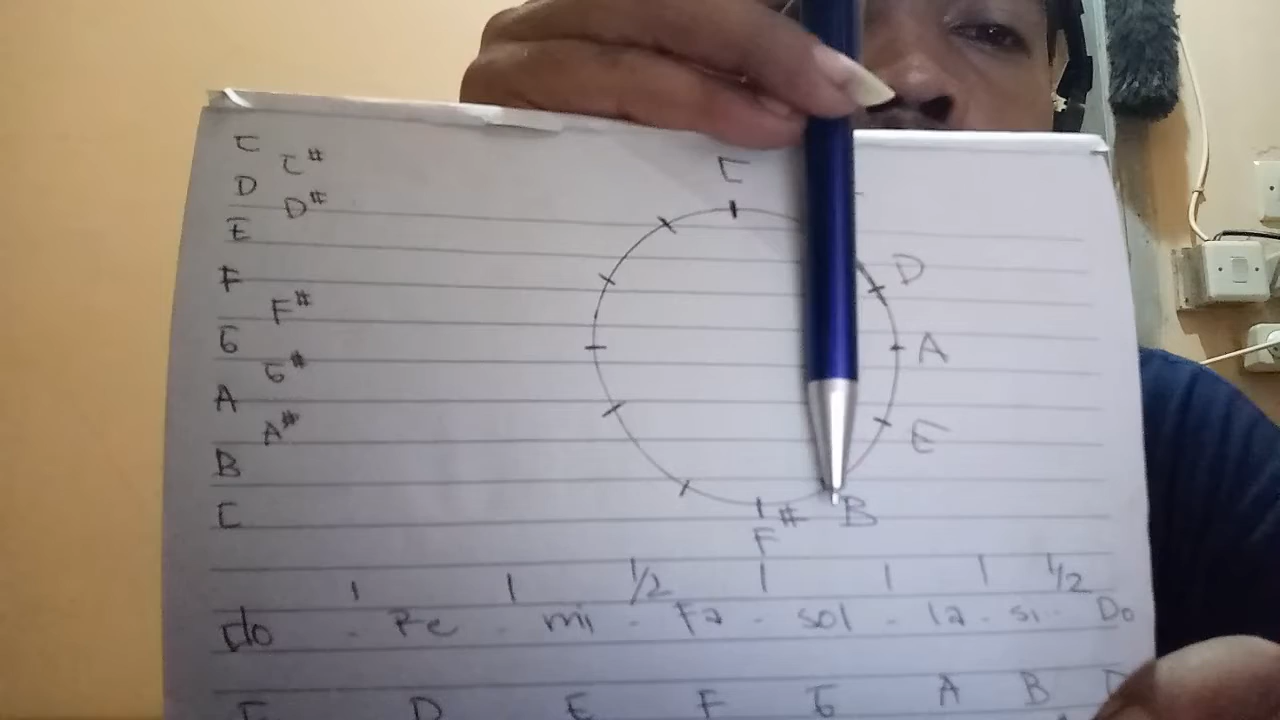 C
C#
D
D#
E
F
F#
G
G#
A
A#
B
C
C
D
A
E
B
F#
1 1 1/2 1 1 1 1/2
do - Re - mi - Fa - sol - la - si - Do
C D E F G A B